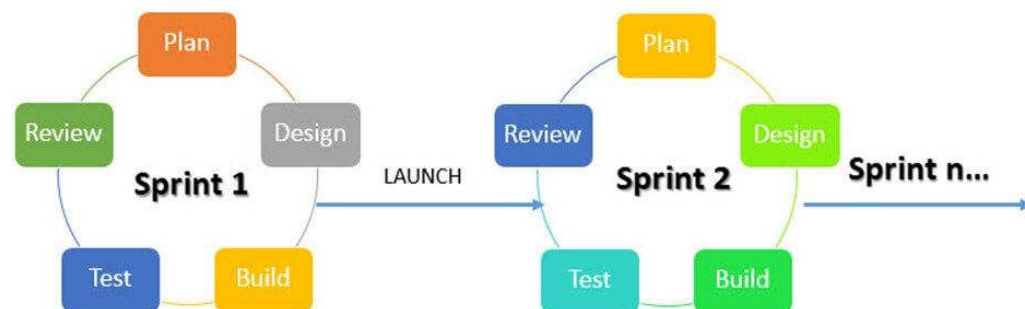 Plan
Review
Design
Sprint 1
Test
Build
LAUNCH
Plan
Review
Design
Sprint 2
Test
Build
Sprint n...